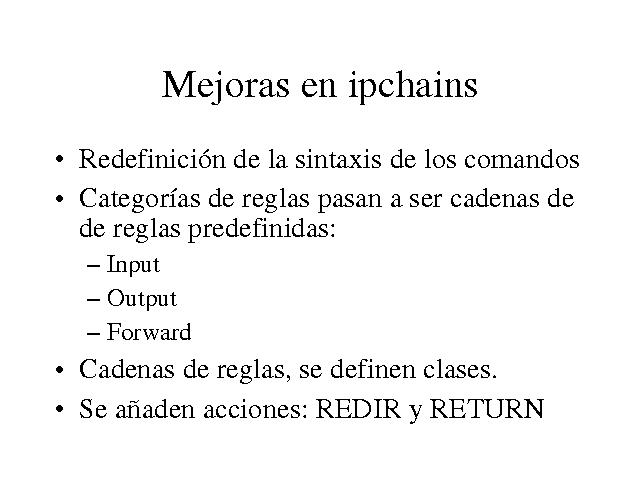 Mejoras en ipchains
• Redefinición de la sintaxis de los comandos
• Categorías de reglas pasan a ser cadenas de
de reglas predefinidas:
– Input
– Output
– Forward
• Cadenas de reglas, se definen clases.
• Se añaden acciones: REDIR y RETURN